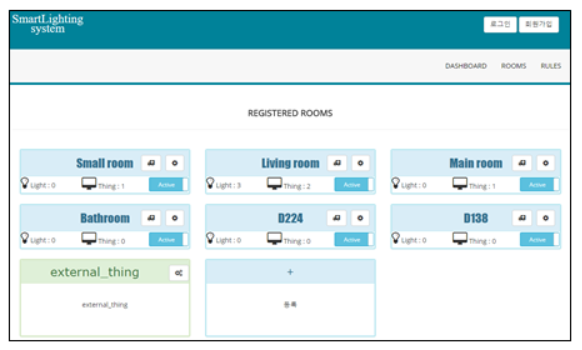 SmartLighting
system
로그인 회원가입
DASHBOARD ROOMS RULES
REGISTERED ROOMS
Small room
Light : 0 Thing : 1 Active
Living room
Light : 3 Thing : 2 Active
Main room
Light : 0 Thing : 1 Active
Bathroom
Light : 0 Thing : 0 Active
D224
Light : 0 Thing : 0 Active
D138
Light : 0 Thing : 0 Active
external_thing
external_thing
+
등록